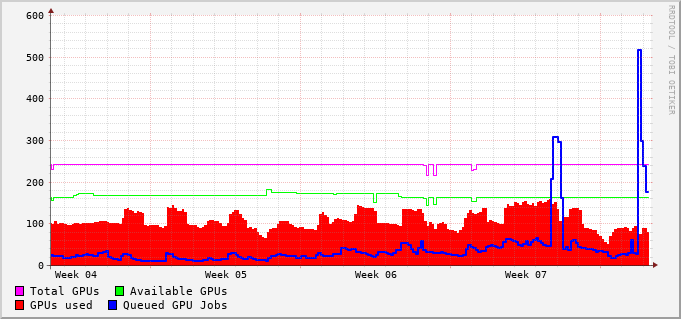 600
500
400
300
200
100
0
Week 04 Week 05 Week 06 Week 07
Total GPUs Available GPUs
GPUs used Queued GPU Jobs
RRDTOOL / TOBI OETIKER